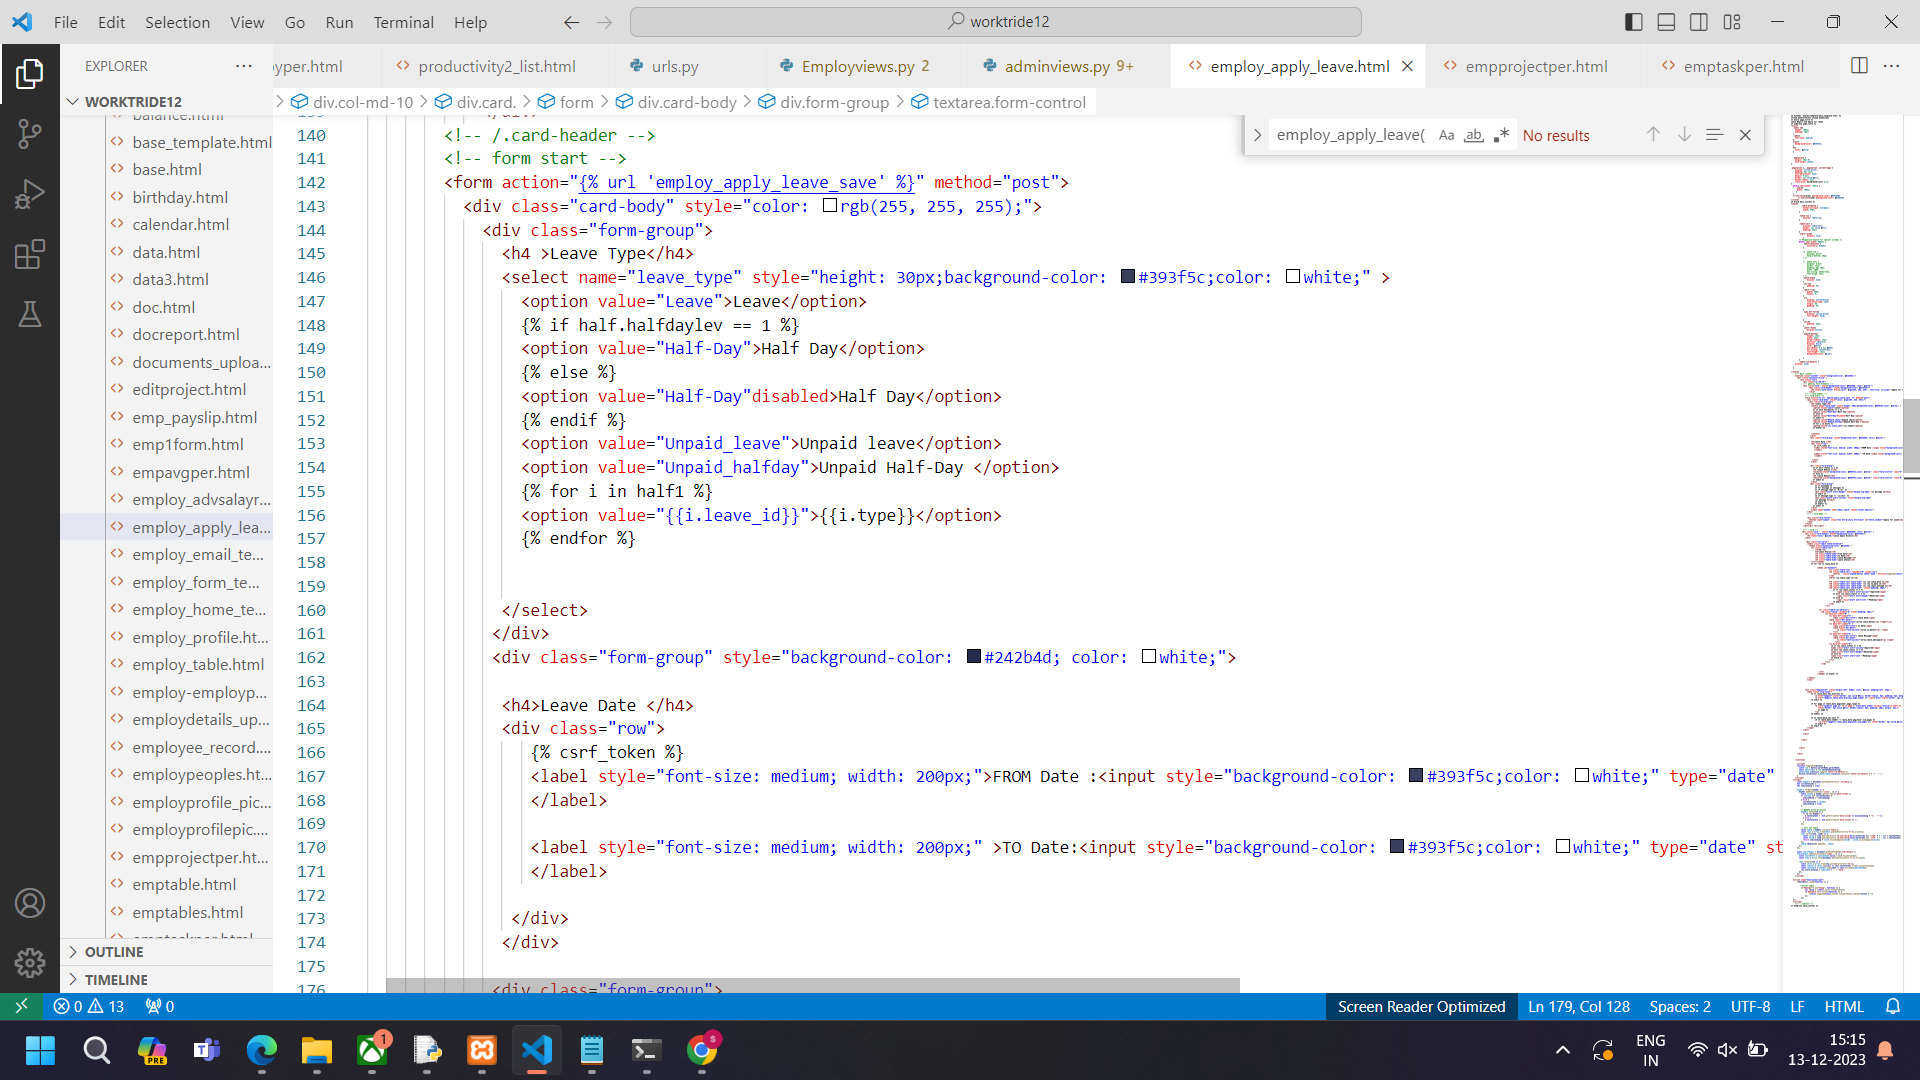 File Edit Selection View Go Run Terminal Help
worktride12
EXPLORER
yper.html
productivity2_list.html
urls.py
Employviews.py 2
adminviews.py 9+
employ_apply_leave.html
empprojectper.html
emptaskper.html
WORKTRIDE12
div.col-md-10 > div.card. > form > div.card-body > div.form-group > textarea.form-control
employ_apply_leave(
Aa
ab
No results
balance.html
base_template.html
base.html
birthday.html
calendar.html
data.html
data3.html
doc.html
docreport.html
documents_uploa...
editproject.html
emp_payslip.html
emp1form.html
empavgper.html
employ_advsalayr...
employ_apply_lea...
employ_email_te...
employ_form_te...
employ_home_te...
employ_profile.ht...
employ_table.html
employ-employp...
employdetails_up...
employee_record....
employpeoples.ht...
employprofile_pic...
employprofilepic....
empprojectper.ht...
emptable.html
emptables.html
emptaskper.html
OUTLINE
TIMELINE
139 </div>
140 <!-- /.card-header -->
141 <!-- form start -->
142 <form action="{% url 'employ_apply_leave_save' %}" method="post">
143 <div class="card-body" style="color: rgb(255, 255, 255);">
144 <div class="form-group">
145 <h4 >Leave Type</h4>
146 <select name="leave_type" style="height: 30px;background-color: #393f5c;color: white;" >
147 <option value="Leave">Leave</option>
148 {% if half.halfdaylev == 1 %}
149 <option value="Half-Day">Half Day</option>
150 {% else %}
151 <option value="Half-Day"disabled>Half Day</option>
152 {% endif %}
153 <option value="Unpaid_leave">Unpaid leave</option>
154 <option value="Unpaid_halfday">Unpaid Half-Day </option>
155 {% for i in half1 %}
156 <option value="{{i.leave_id}}">{{i.type}}</option>
157 {% endfor %}
158
159
160 </select>
161 </div>
162 <div class="form-group" style="background-color: #242b4d; color: white;">
163
164 <h4>Leave Date </h4>
165 <div class="row">
166 {% csrf_token %}
167 <label style="font-size: medium; width: 200px;">FROM Date :<input style="background-color: #393f5c;color: white;" type="date"
168 </label>
169
170 <label style="font-size: medium; width: 200px;" >TO Date:<input style="background-color: #393f5c;color: white;" type="date" st
171 </label>
172
173 </div>
174 </div>
175
176 <div class="form-group">
0 13 0
Screen Reader Optimized Ln 179, Col 128 Spaces: 2 UTF-8 LF HTML
PRE
1
S
ENG
IN
15:15
13-12-2023